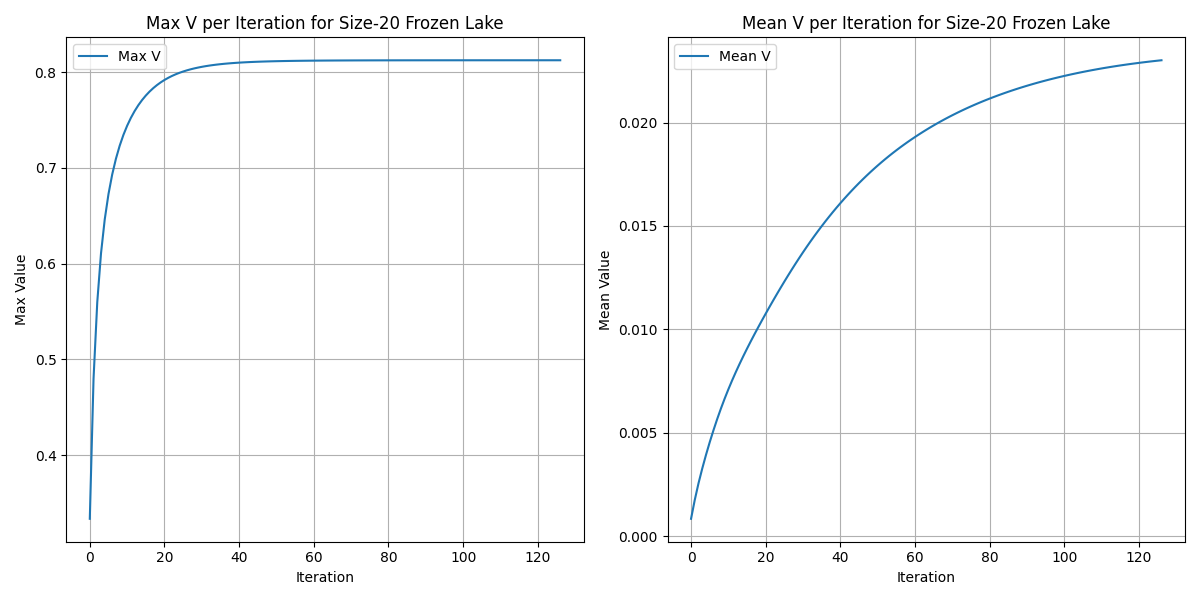 Max V per Iteration for Size-20 Frozen Lake
Max V
0.8
0.7
0.6
0.5
0.4
Max Value
0 20 40 60 80 100 120
Iteration
Mean V per Iteration for Size-20 Frozen Lake
Mean V
0.020
0.015
0.010
0.005
0.000
Mean Value
0 20 40 60 80 100 120
Iteration